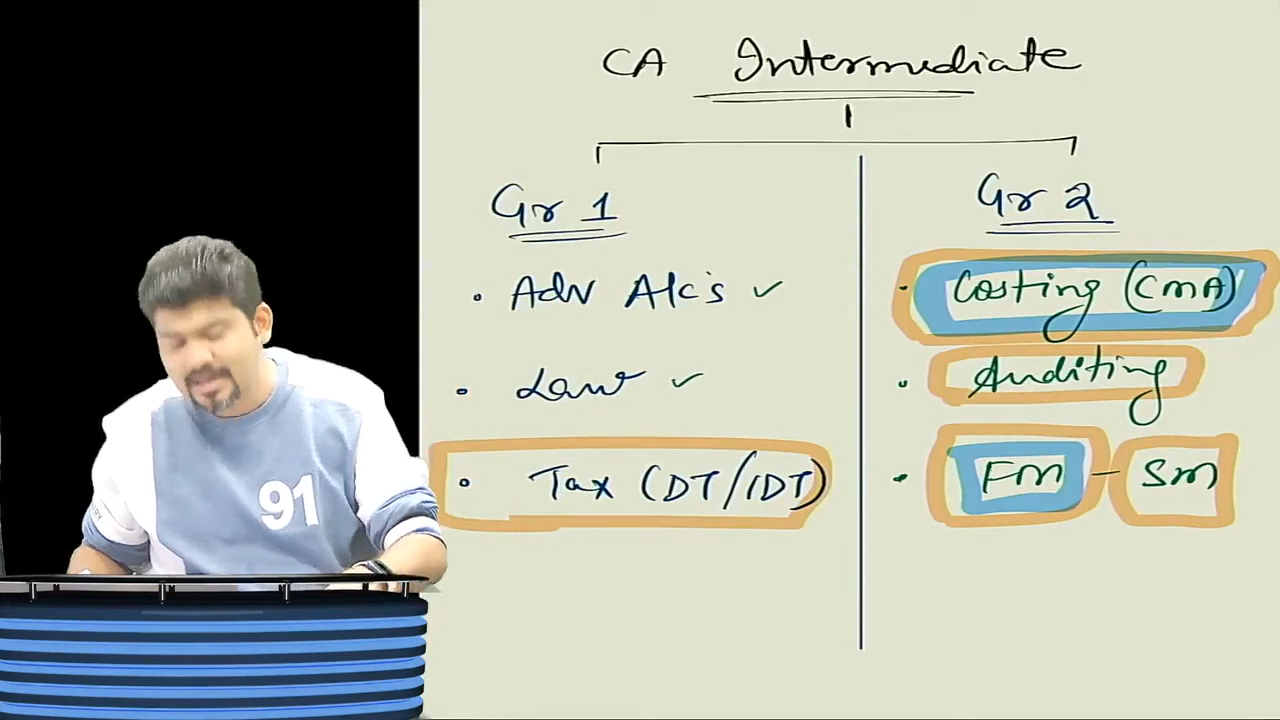 CA Intermediate
Gr 1
• Adv A/c's ✓
• Law ✓
• Tax (DT/IDT)
Gr 2
• Costing (CMA)
• Auditing
• FM - SM
91